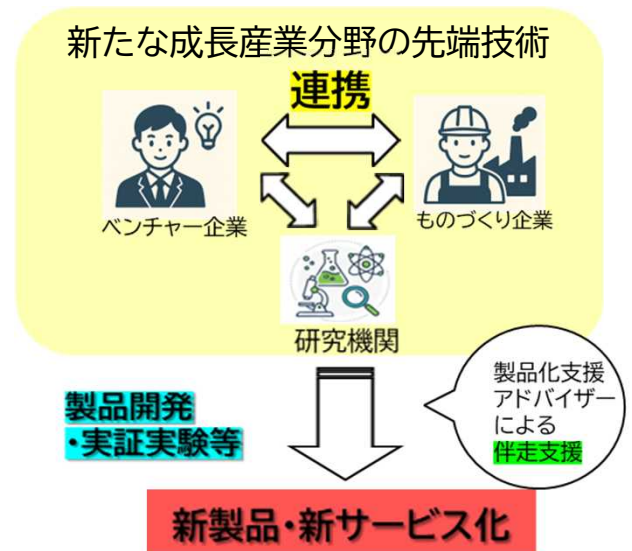 新たな成長産業分野の先端技術
連携
ベンチャー企業
ものづくり企業
研究機関
製品開発
・実証実験等
製品化支援
アドバイザー
による
伴走支援
新製品・新サービス化